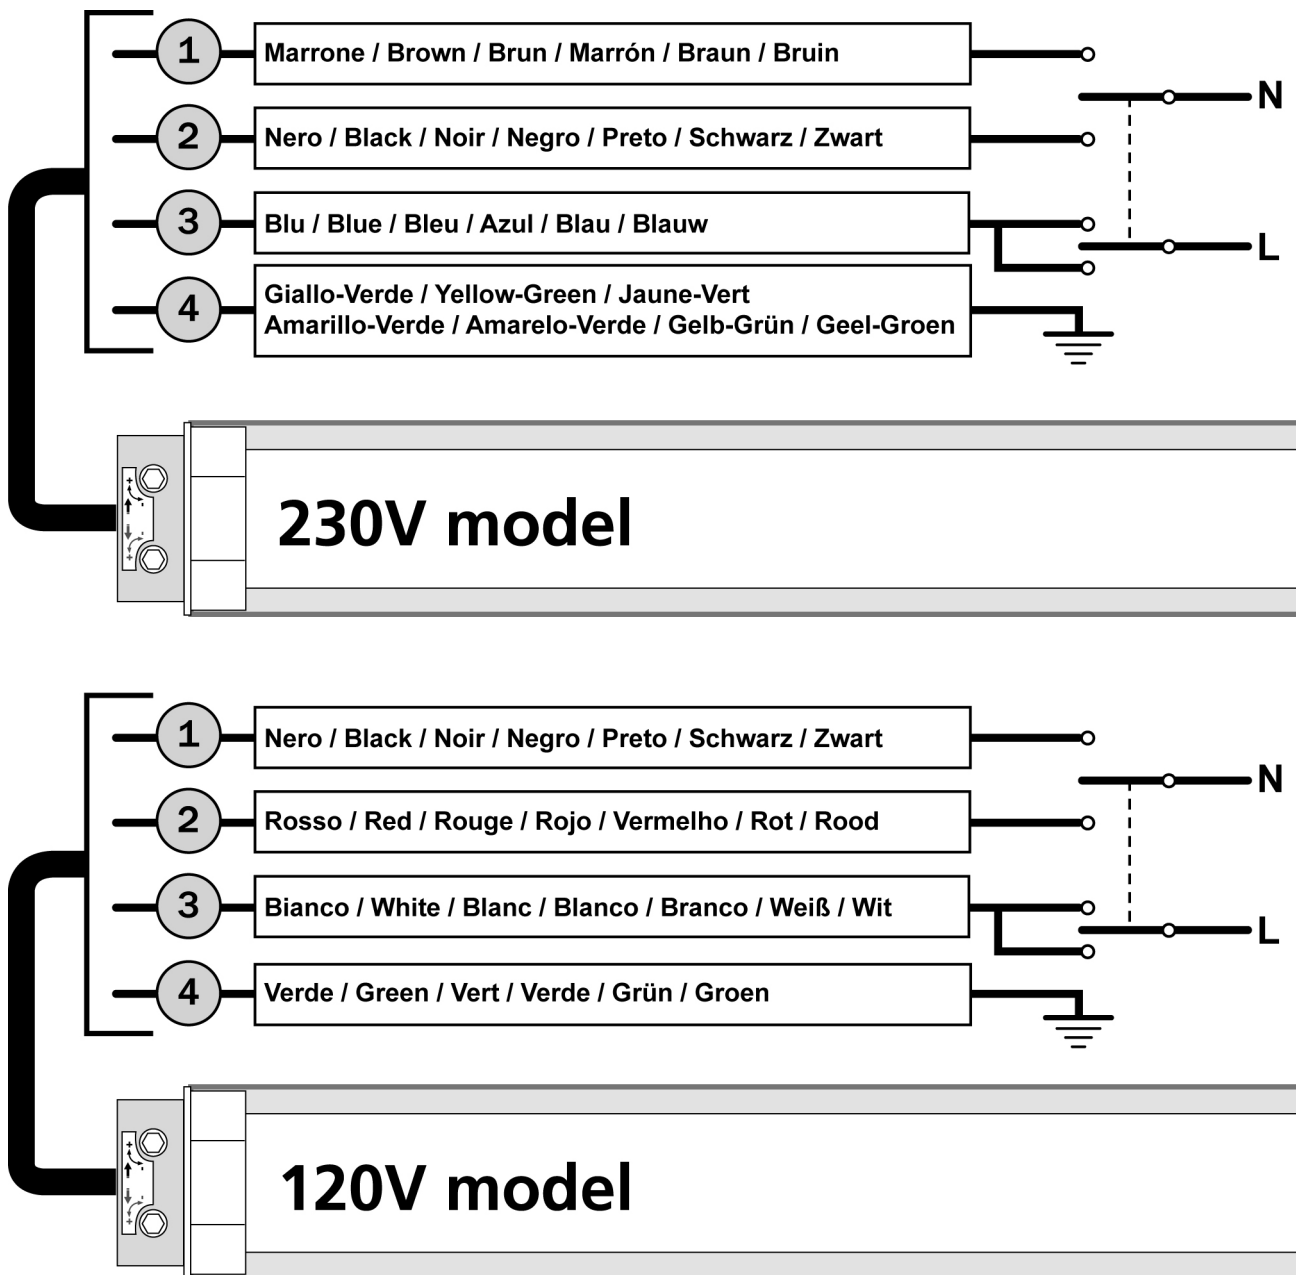 1 Marrone / Brown / Brun / Marrón / Braun / Bruin
N
2 Nero / Black / Noir / Negro / Preto / Schwarz / Zwart
3 Blu / Blue / Bleu / Azul / Blau / Blauw
L
4 Giallo-Verde / Yellow-Green / Jaune-Vert
Amarillo-Verde / Amarelo-Verde / Gelb-Grün / Geel-Groen
230V model
1 Nero / Black / Noir / Negro / Preto / Schwarz / Zwart
N
2 Rosso / Red / Rouge / Rojo / Vermelho / Rot / Rood
3 Bianco / White / Blanc / Blanco / Branco / Weiß / Wit
L
4 Verde / Green / Vert / Verde / Grün / Groen
120V model